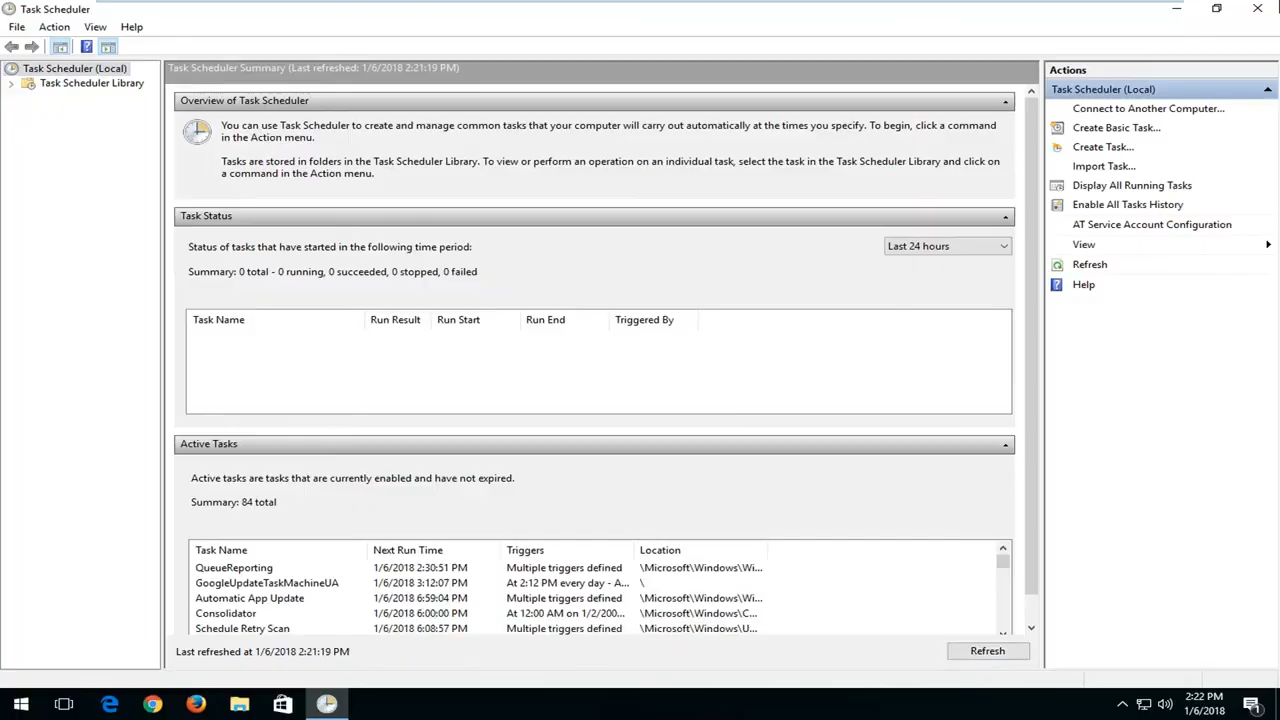 Task Scheduler
File Action View Help
Task Scheduler (Local)
Task Scheduler Library
Task Scheduler Summary (Last refreshed: 1/6/2018 2:21:19 PM)
Overview of Task Scheduler
You can use Task Scheduler to create and manage common tasks that your computer will carry out automatically at the times you specify. To begin, click a command
in the Action menu.
Tasks are stored in folders in the Task Scheduler Library. To view or perform an operation on an individual task, select the task in the Task Scheduler Library and click on
a command in the Action menu.
Task Status
Status of tasks that have started in the following time period:
Last 24 hours
Summary: 0 total - 0 running, 0 succeeded, 0 stopped, 0 failed
Task Name Run Result Run Start Run End Triggered By
Active Tasks
Active tasks are tasks that are currently enabled and have not expired.
Summary: 84 total
Task Name Next Run Time Triggers Location
QueueReporting 1/6/2018 2:30:51 PM Multiple triggers defined \Microsoft\Windows\Wi...
GoogleUpdateTaskMachineUA 1/6/2018 3:12:07 PM At 2:12 PM every day - A... \
Automatic App Update 1/6/2018 6:59:04 PM Multiple triggers defined \Microsoft\Windows\Wi...
Consolidator 1/6/2018 6:00:00 PM At 12:00 AM on 1/2/200... \Microsoft\Windows\C...
Schedule Retry Scan 1/6/2018 6:08:57 PM Multiple triggers defined \Microsoft\Windows\U...
Last refreshed at 1/6/2018 2:21:19 PM
Refresh
Actions
Task Scheduler (Local)
Connect to Another Computer...
Create Basic Task...
Create Task...
Import Task...
Display All Running Tasks
Enable All Tasks History
AT Service Account Configuration
View
Refresh
Help
2:22 PM
1/6/2018
1